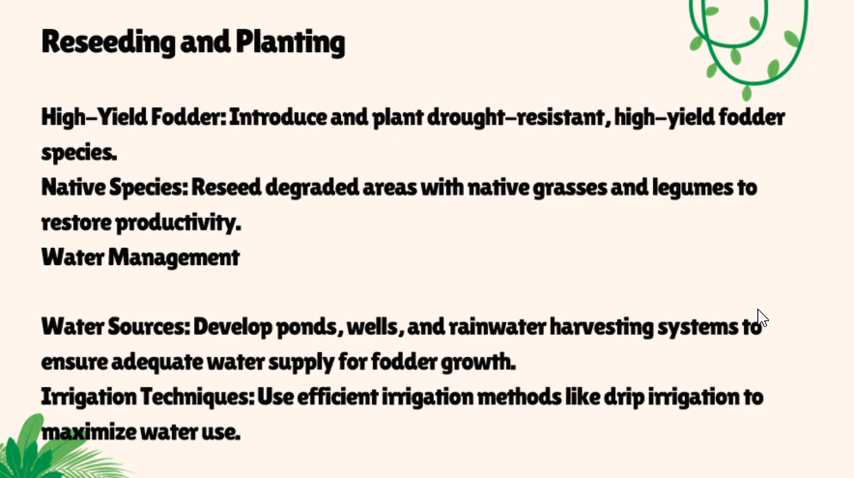 Reseeding and Planting
High-Yield Fodder: Introduce and plant drought-resistant, high-yield fodder
species.
Native Species: Reseed degraded areas with native grasses and legumes to
restore productivity.
Water Management
Water Sources: Develop ponds, wells, and rainwater harvesting systems to
ensure adequate water supply for fodder growth.
Irrigation Techniques: Use efficient irrigation methods like drip irrigation to
maximize water use.